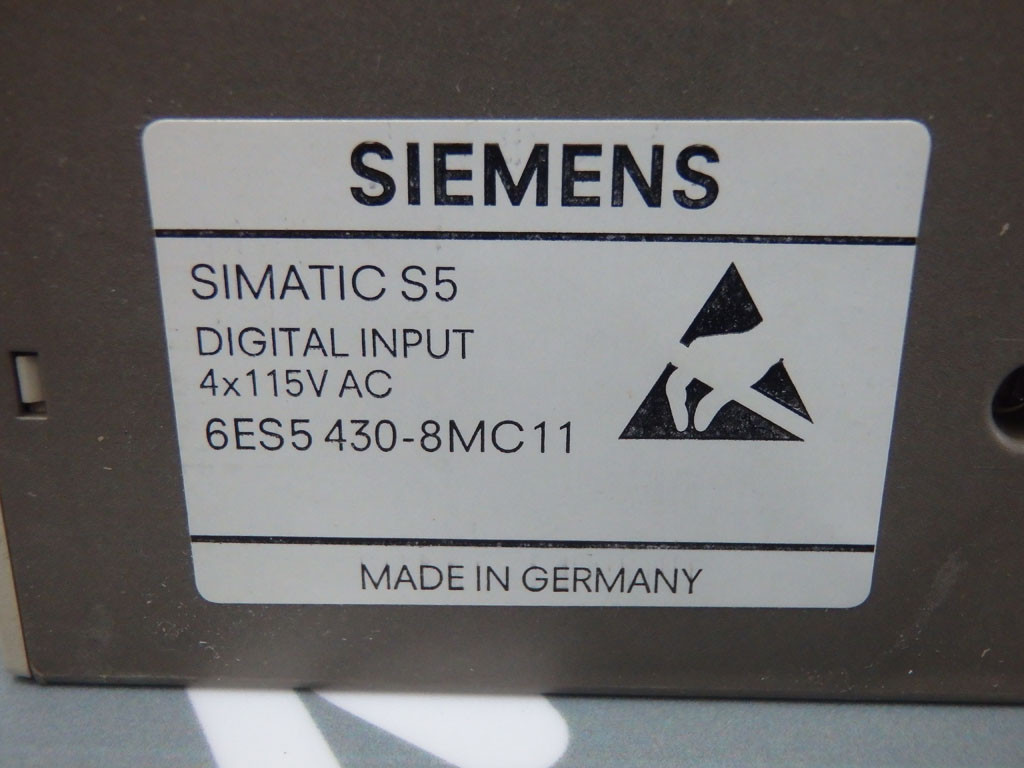 SIEMENS
SIMATIC S5
DIGITAL INPUT
4x115V AC
6ES5 430-8MC11
MADE IN GERMANY